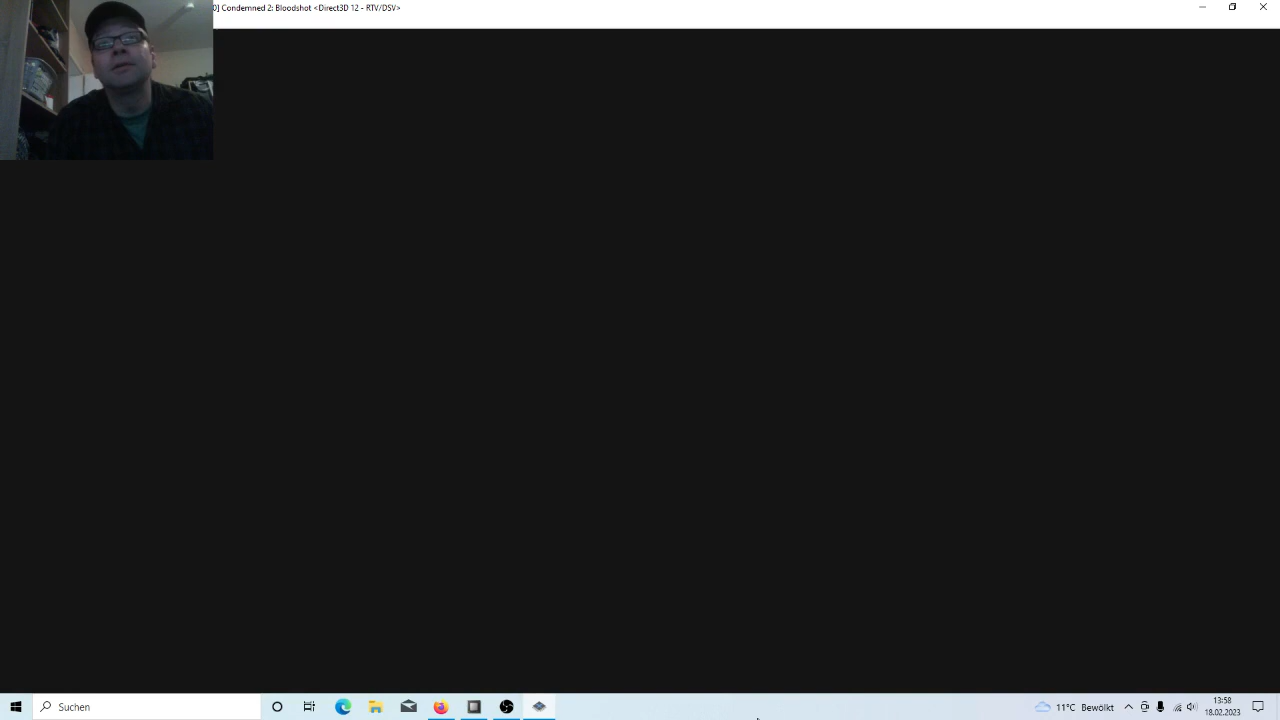 0] Condemned 2: Bloodshot <Direct3D 12 - RTV/DSV>
Suchen
11°C Bewölkt
13:58
18.02.2023